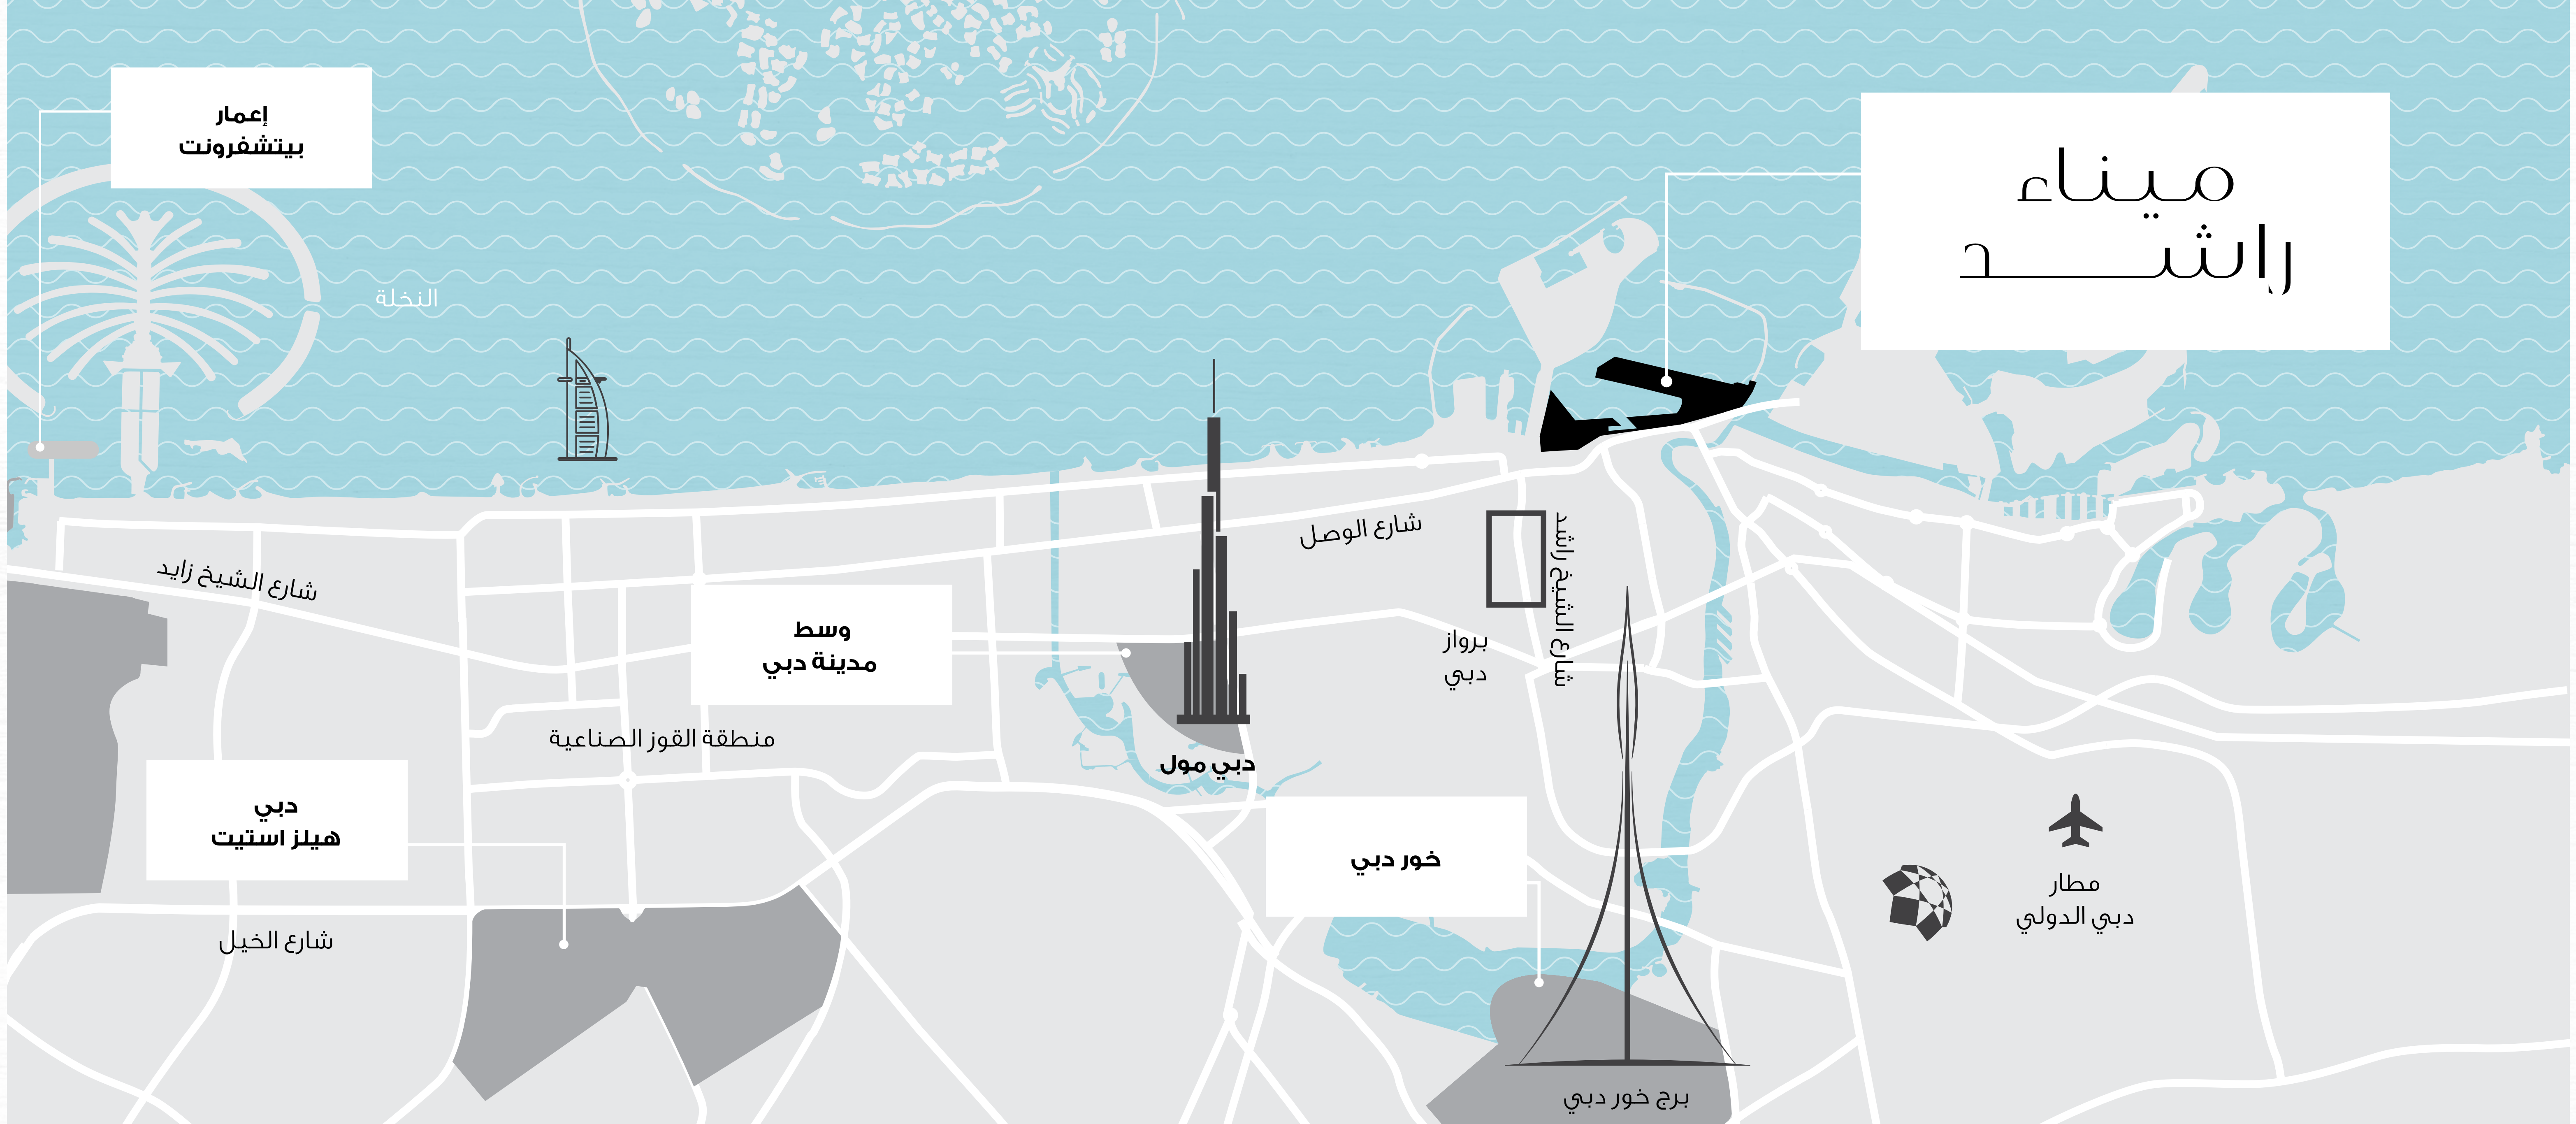 إعمار
بيتشفرونت
ميناء
راشد
النخلة
شارع الوصل
شارع الشيخ راشد
شارع الشيخ زايد
وسط
مدينة دبي
برواز
دبي
منطقة القوز الصناعية
دبي مول
دبي
هيلز استيت
خور دبي
مطار
دبي الدولي
شارع الخيل
برج خور دبي